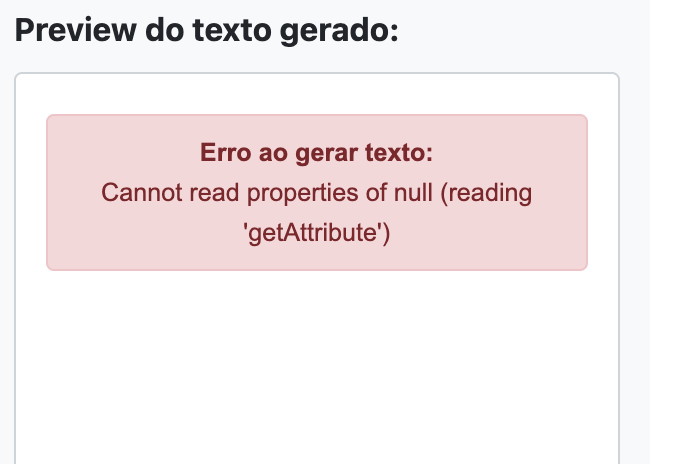 Preview do texto gerado:
Erro ao gerar texto:
Cannot read properties of null (reading
'getAttribute')